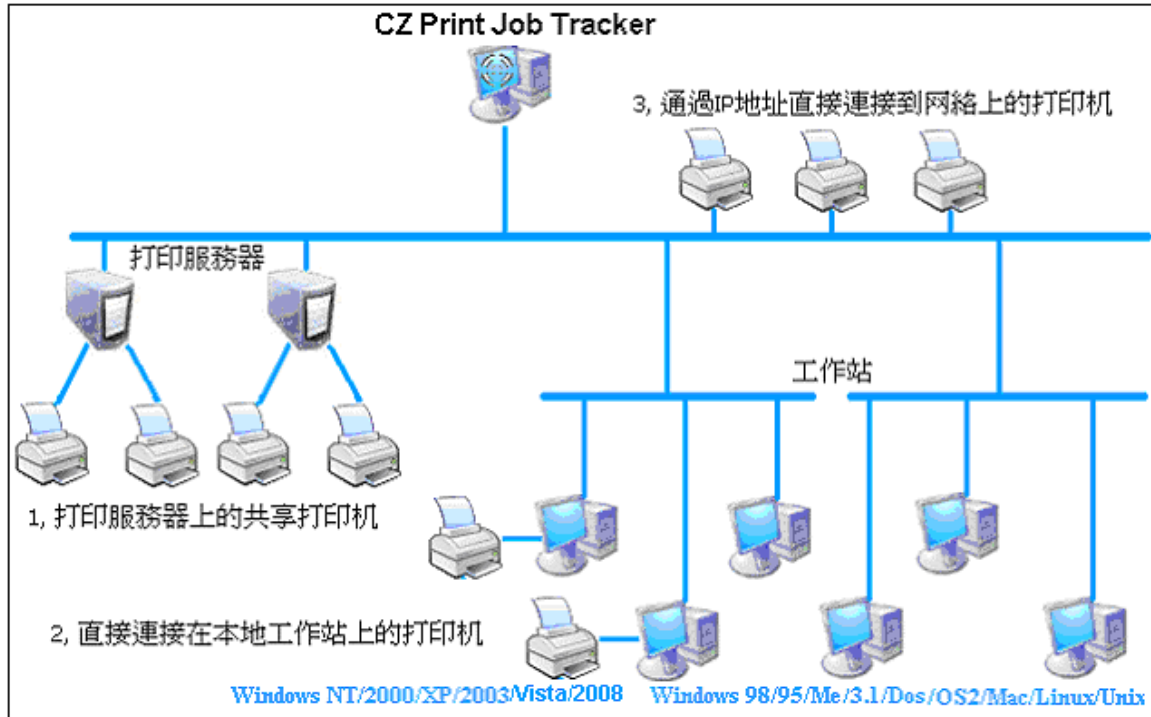 CZ Print Job Tracker
3, 通過IP地址直接連接到网絡上的打印机
打印服務器
工作站
1, 打印服務器上的共享打印机
2, 直接連接在本地工作站上的打印机
Windows NT/2000/XP/2003/Vista/2008
Windows 98/95/Me/3.1/Dos/OS2/Mac/Linux/Unix